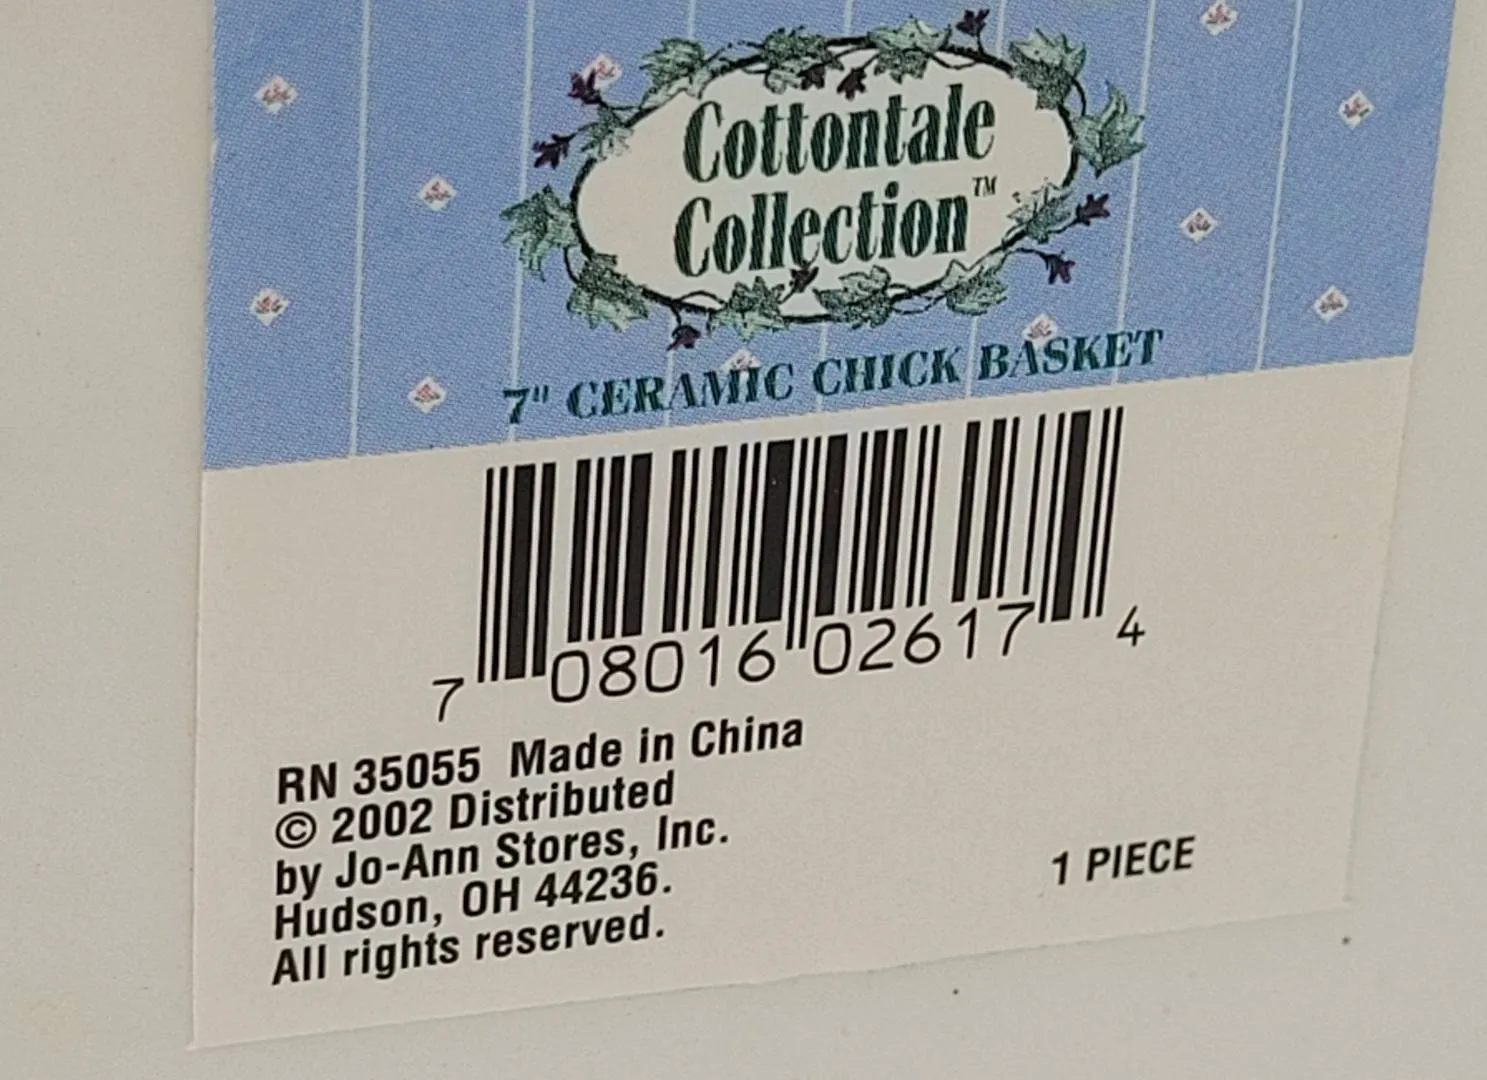 Cottontale
Collection™
7" CERAMIC CHICK BASKET
7 08016 02617 4
RN 35055 Made in China
© 2002 Distributed
by Jo-Ann Stores, Inc.
Hudson, OH 44236.
All rights reserved.
1 PIECE